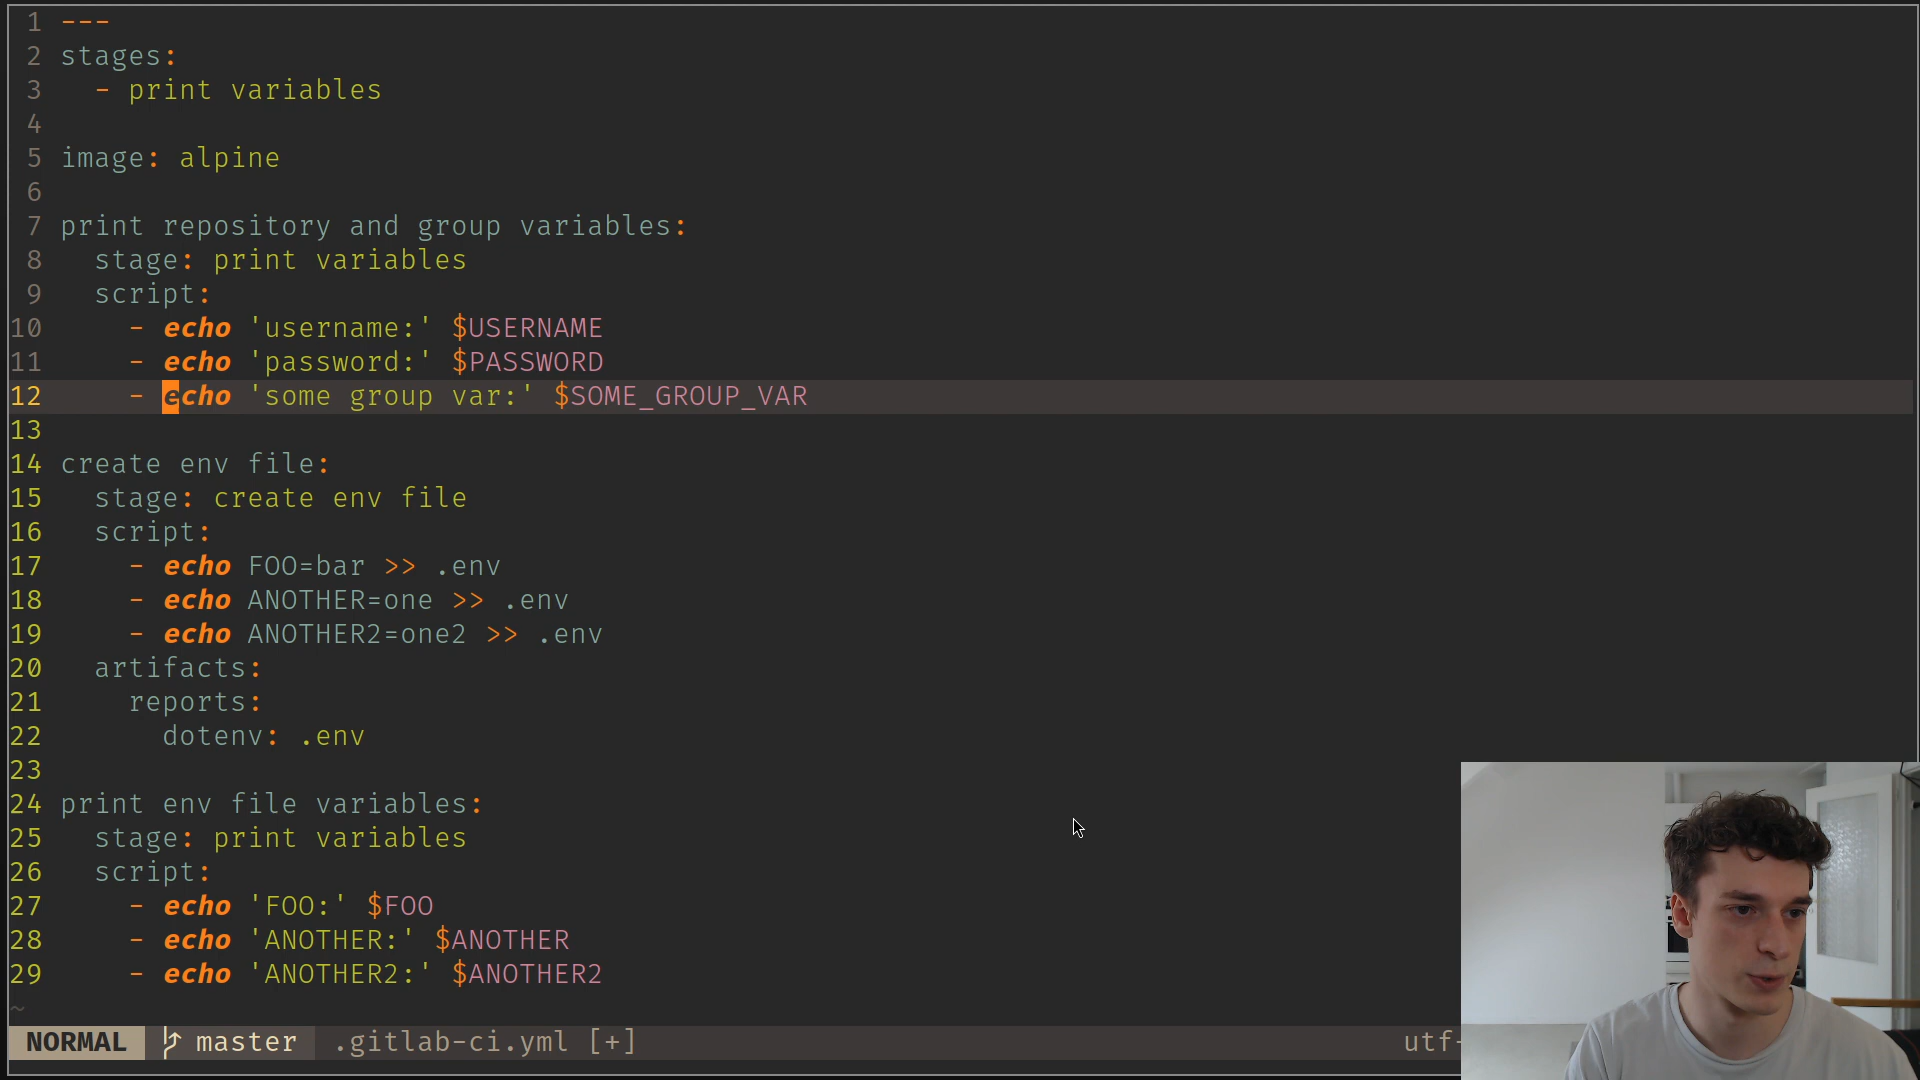 1 ---
2 stages:
3   - print variables
4
5 image: alpine
6
7 print repository and group variables:
8   stage: print variables
9   script:
10     - echo 'username:' $USERNAME
11     - echo 'password:' $PASSWORD
12     - echo 'some group var:' $SOME_GROUP_VAR
13
14 create env file:
15   stage: create env file
16   script:
17     - echo FOO=bar >> .env
18     - echo ANOTHER=one >> .env
19     - echo ANOTHER2=one2 >> .env
20   artifacts:
21     reports:
22       dotenv: .env
23
24 print env file variables:
25   stage: print variables
26   script:
27     - echo 'FOO:' $FOO
28     - echo 'ANOTHER:' $ANOTHER
29     - echo 'ANOTHER2:' $ANOTHER2
~
NORMAL master .gitlab-ci.yml [+] utf-